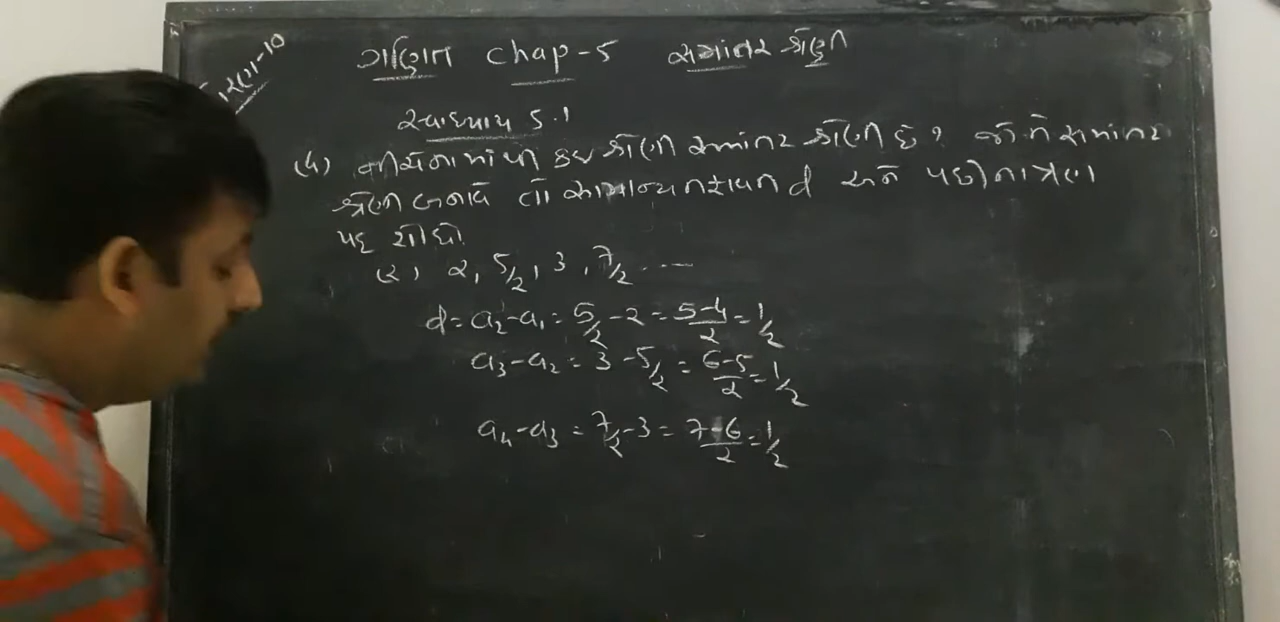 ધોરણ-10
ગણિત Chap-5 સમાંતર શ્રેણી
સ્વાધ્યાય 5.1
(4) નીચેનામાંથી કઈ શ્રેણી સમાંતર શ્રેણી છે? જો તે સમાંતર
શ્રેણી બનાવે તો સામાન્ય તફાવત d અને પછીના ત્રણ
પદ શોધો.
(૨) ૨, 5/2, 3, 7/2 ----
d = a₂-a₁ = 5/2 - 2 = 5-4/2 = 1/2
a₃-a₂ = 3 - 5/2 = 6-5/2 = 1/2
a₄-a₃ = 7/2 - 3 = 7-6/2 = 1/2